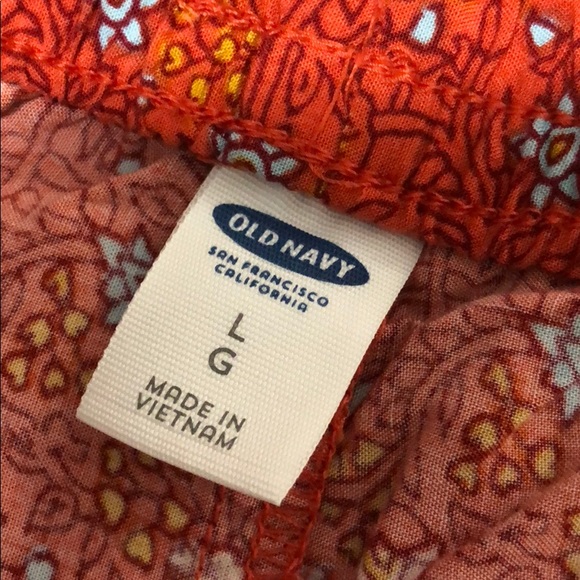 OLD NAVY
SAN FRANCISCO
CALIFORNIA
L
G
MADE IN
VIETNAM